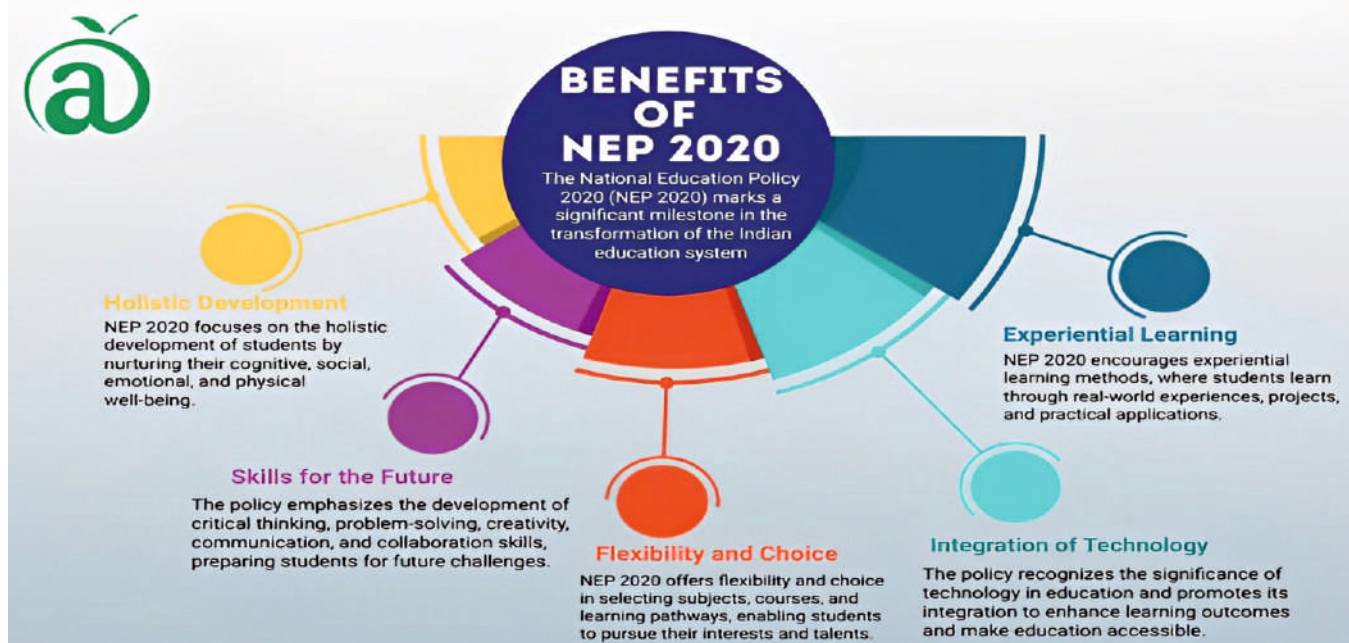 a
BENEFITS
OF
NEP 2020
The National Education Policy
2020 (NEP 2020) marks a
significant milestone in the
transformation of the Indian
education system
Holistic Development
NEP 2020 focuses on the holistic
development of students by
nurturing their cognitive, social,
emotional, and physical
well-being.
Skills for the Future
The policy emphasizes the development of
critical thinking, problem-solving, creativity,
communication, and collaboration skills,
preparing students for future challenges.
Flexibility and Choice
NEP 2020 offers flexibility and choice
in selecting subjects, courses, and
learning pathways, enabling students
to pursue their interests and talents.
Integration of Technology
The policy recognizes the significance of
technology in education and promotes its
integration to enhance learning outcomes
and make education accessible.
Experiential Learning
NEP 2020 encourages experiential
learning methods, where students learn
through real-world experiences, projects,
and practical applications.